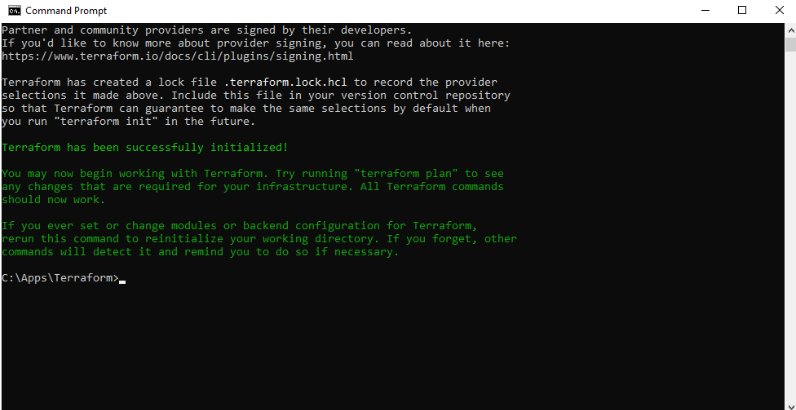 Command Prompt
Partner and community providers are signed by their developers.
If you'd like to know more about provider signing, you can read about it here:
https://www.terraform.io/docs/cli/plugins/signing.html
Terraform has created a lock file .terraform.lock.hcl to record the provider
selections it made above. Include this file in your version control repository
so that Terraform can guarantee to make the same selections by default when
you run "terraform init" in the future.
Terraform has been successfully initialized!
You may now begin working with Terraform. Try running "terraform plan" to see
any changes that are required for your infrastructure. All Terraform commands
should now work.
If you ever set or change modules or backend configuration for Terraform,
rerun this command to reinitialize your working directory. If you forget, other
commands will detect it and remind you to do so if necessary.
C:\Apps\Terraform>